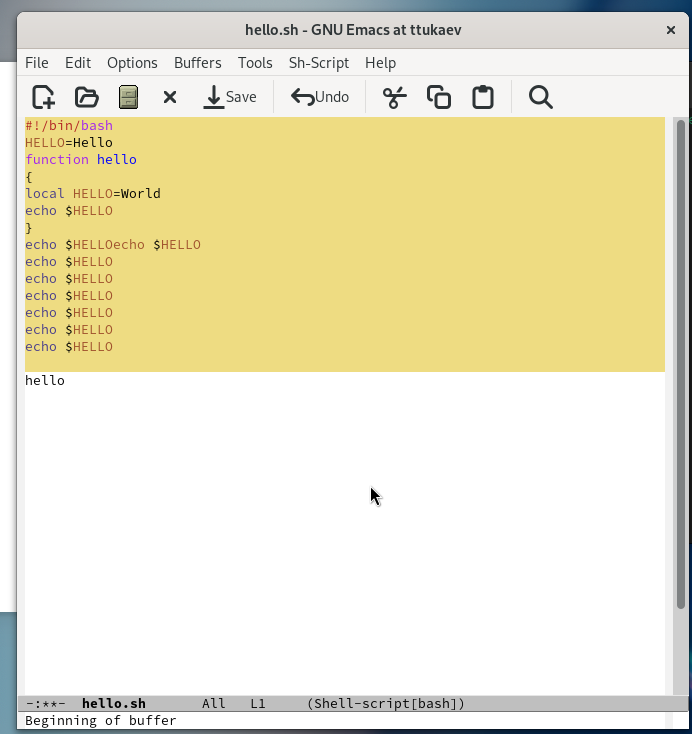 hello.sh - GNU Emacs at ttukaev
File Edit Options Buffers Tools Sh-Script Help
Save Undo
#!/bin/bash
HELLO=Hello
function hello
{
local HELLO=World
echo $HELLO
}
echo $HELLOecho $HELLO
echo $HELLO
echo $HELLO
echo $HELLO
echo $HELLO
echo $HELLO
echo $HELLO
hello
-:**- hello.sh All L1 (Shell-script[bash])
Beginning of buffer